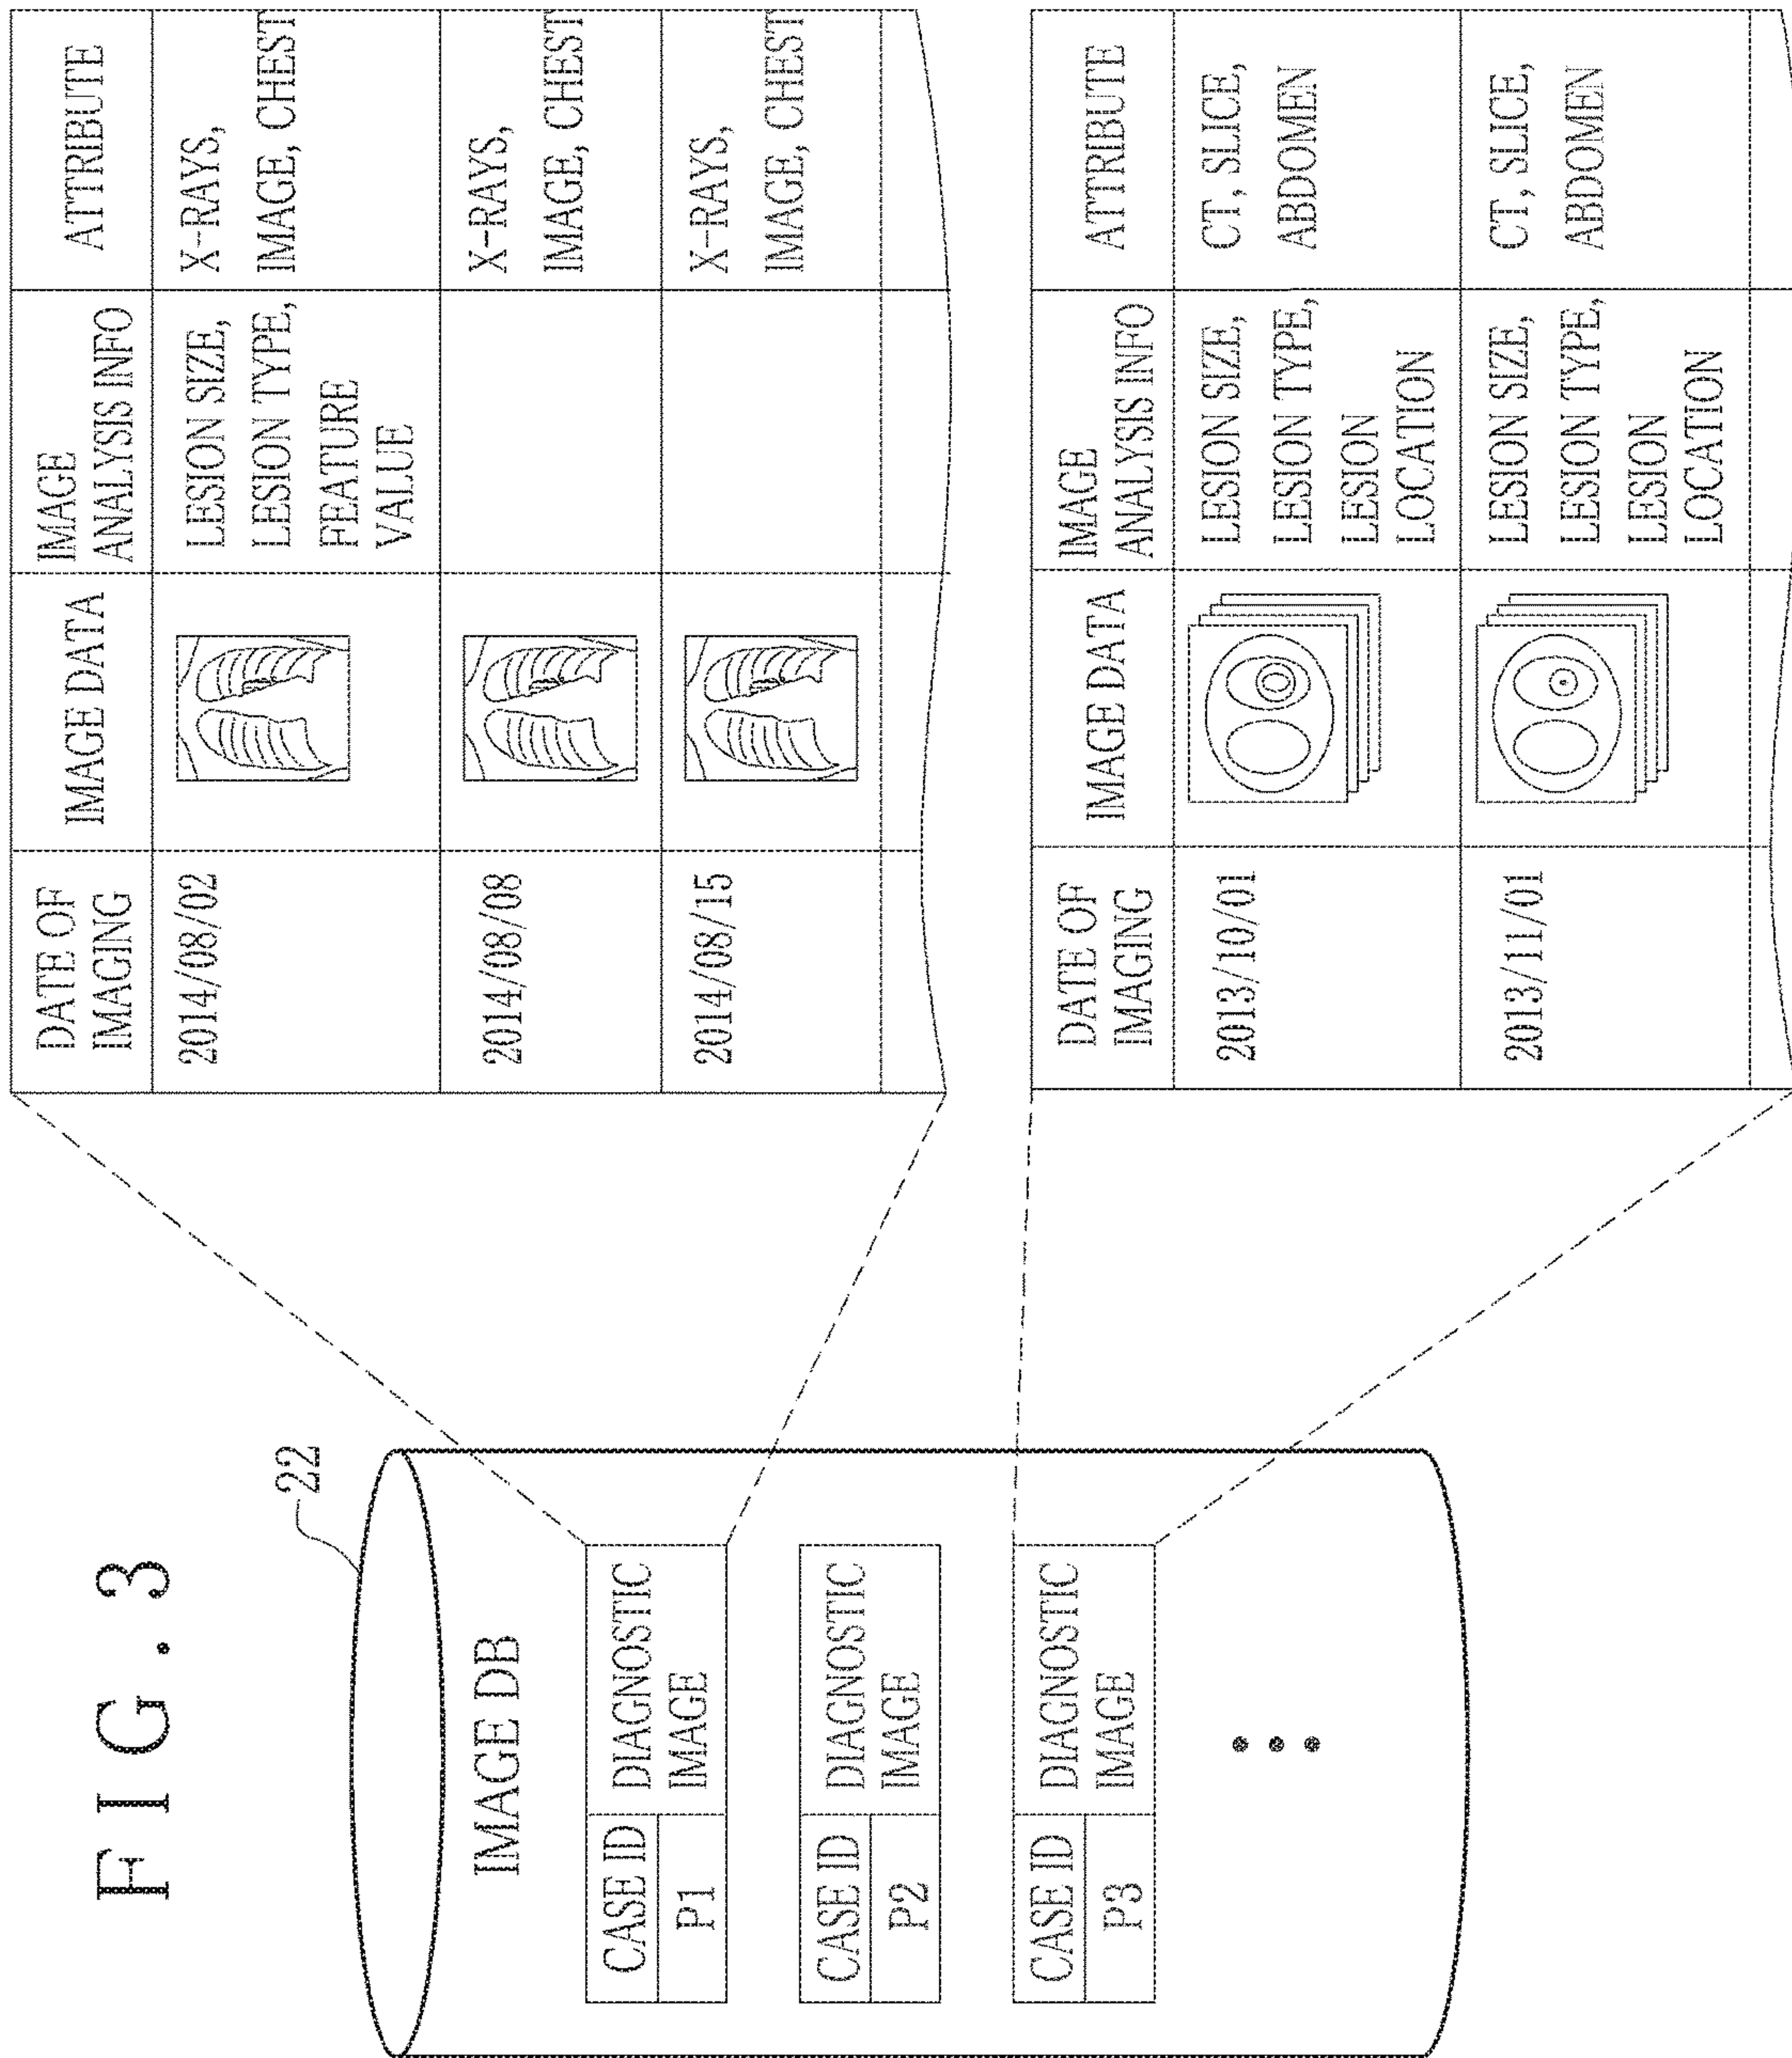 FIG. 3
22
IMAGE DB
CASE ID
P1
DIAGNOSTIC
IMAGE
CASE ID
P2
DIAGNOSTIC
IMAGE
CASE ID
P3
DIAGNOSTIC
IMAGE
DATE OF
IMAGING
IMAGE DATA
IMAGE
ANALYSIS INFO
ATTRIBUTE
2014/08/02
LESION SIZE,
LESION TYPE,
FEATURE
VALUE
X-RAYS,
IMAGE, CHEST
2014/08/08
X-RAYS,
IMAGE, CHEST
2014/08/15
X-RAYS,
IMAGE, CHEST
DATE OF
IMAGING
IMAGE DATA
IMAGE
ANALYSIS INFO
ATTRIBUTE
2013/10/01
LESION SIZE,
LESION TYPE,
LESION
LOCATION
CT, SLICE,
ABDOMEN
2013/11/01
LESION SIZE,
LESION TYPE,
LESION
LOCATION
CT, SLICE,
ABDOMEN